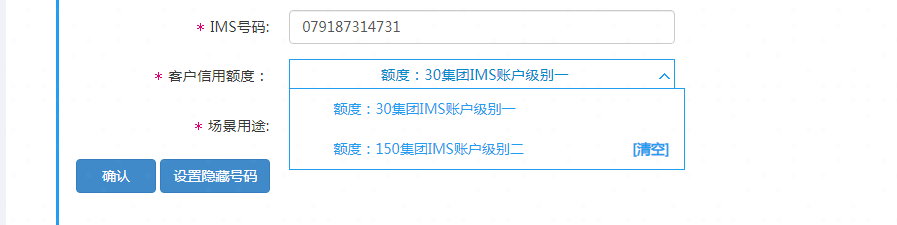 * IMS号码: 079187314731
* 客户信用额度： 额度：30集团IMS账户级别一
额度：30集团IMS账户级别一
* 场景用途:
额度：150集团IMS账户级别二 [清空]
确认 设置隐藏号码